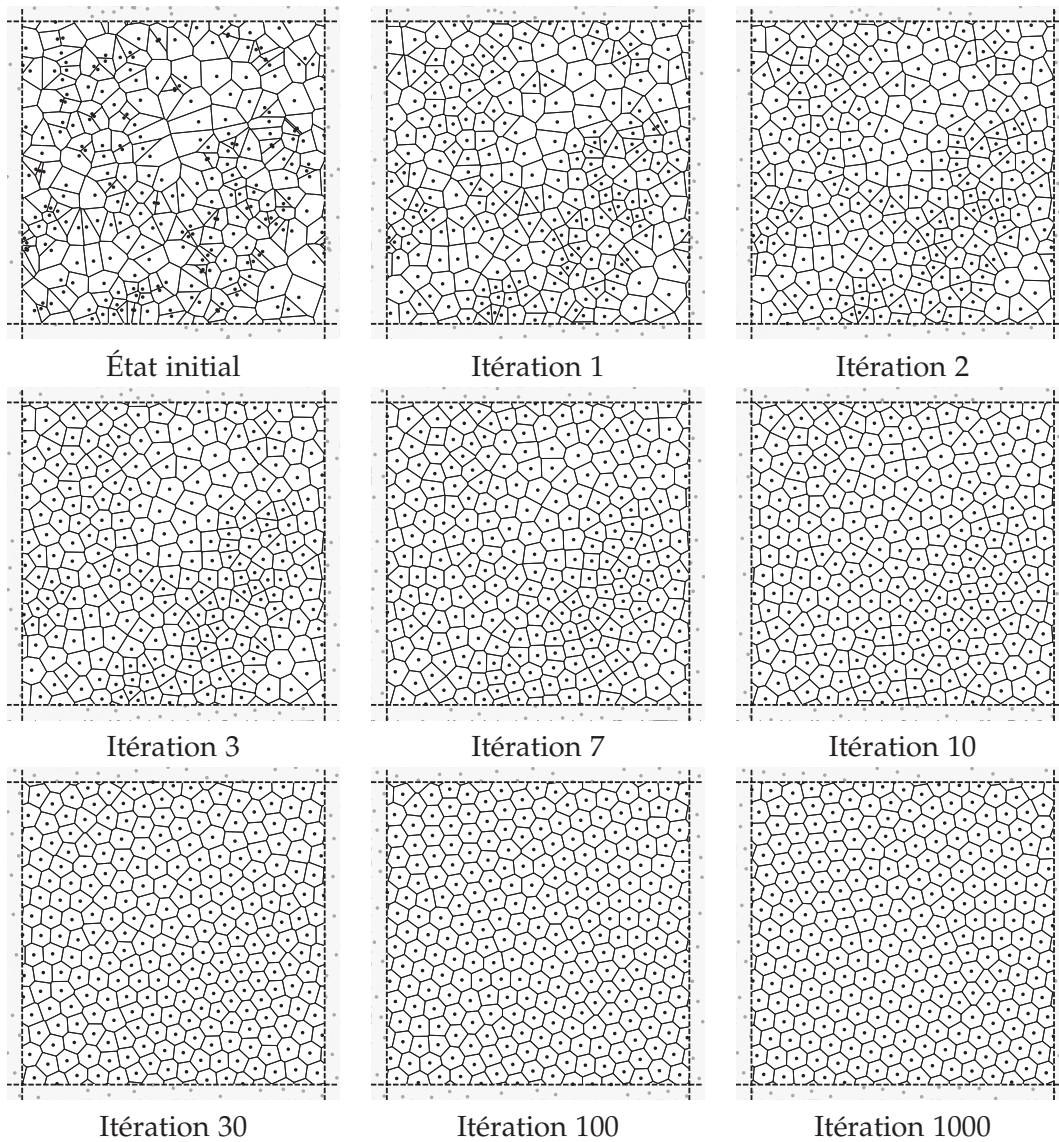 État initial
Itération 1
Itération 2
Itération 3
Itération 7
Itération 10
Itération 30
Itération 100
Itération 1000